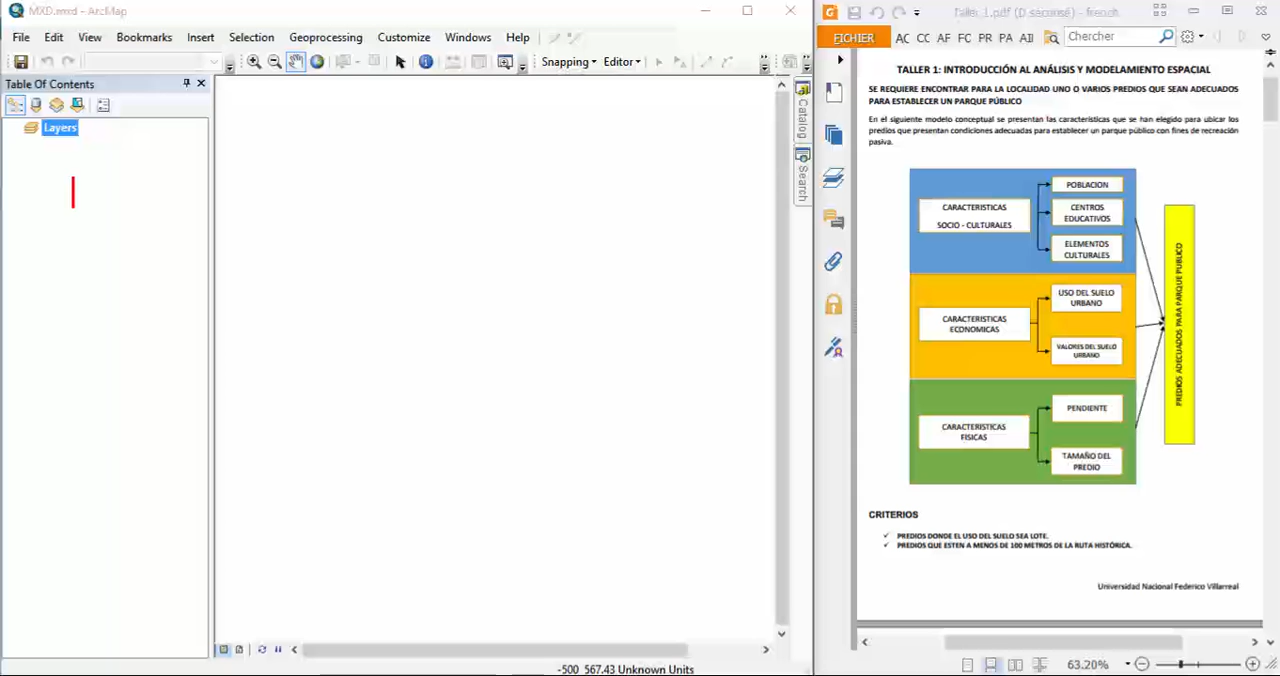 MXD.mxd - ArcMap
File Edit View Bookmarks Insert Selection Geoprocessing Customize Windows Help
Snapping Editor
Table Of Contents
Layers
Catalog
Search
-500 567.43 Unknown Units
Taller_1.pdf (D sécurisé) - french
FICHIER AC CC AF FC PR PA AI Chercher
TALLER 1: INTRODUCCIÓN AL ANÁLISIS Y MODELAMIENTO ESPACIAL
SE REQUIERE ENCONTRAR PARA LA LOCALIDAD UNO O VARIOS PREDIOS QUE SEAN ADECUADOS
PARA ESTABLECER UN PARQUE PÚBLICO
En el siguiente modelo conceptual se presentan las características que se han elegido para ubicar los
predios que presentan condiciones adecuadas para establecer un parque público con fines de recreación
pasiva.
CARACTERISTICAS
SOCIO - CULTURALES
POBLACION
CENTROS
EDUCATIVOS
ELEMENTOS
CULTURALES
CARACTERISTICAS
ECONOMICAS
USO DEL SUELO
URBANO
VALORES DEL SUELO
URBANO
CARACTERISTICAS
FISICAS
PENDIENTE
TAMAÑO DEL
PREDIO
PREDIOS ADECUADOS PARA PARQUE PUBLICO
CRITERIOS
PREDIOS DONDE EL USO DEL SUELO SEA LOTE.
PREDIOS QUE ESTEN A MENOS DE 100 METROS DE LA RUTA HISTÓRICA.
Universidad Nacional Federico Villarreal
63.20%